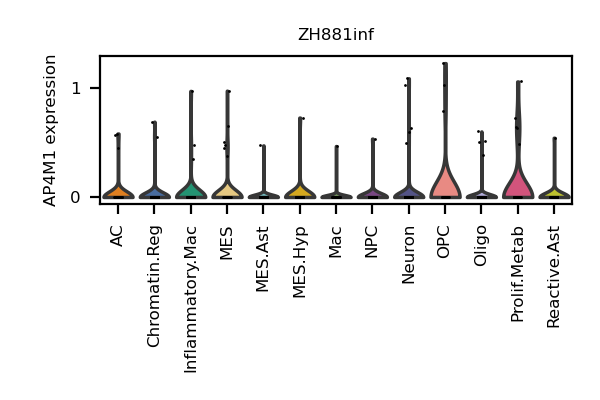 ZH881inf
AP4M1 expression
1
0
AC
Chromatin.Reg
Inflammatory.Mac
MES
MES.Ast
MES.Hyp
Mac
NPC
Neuron
OPC
Oligo
Prolif.Metab
Reactive.Ast